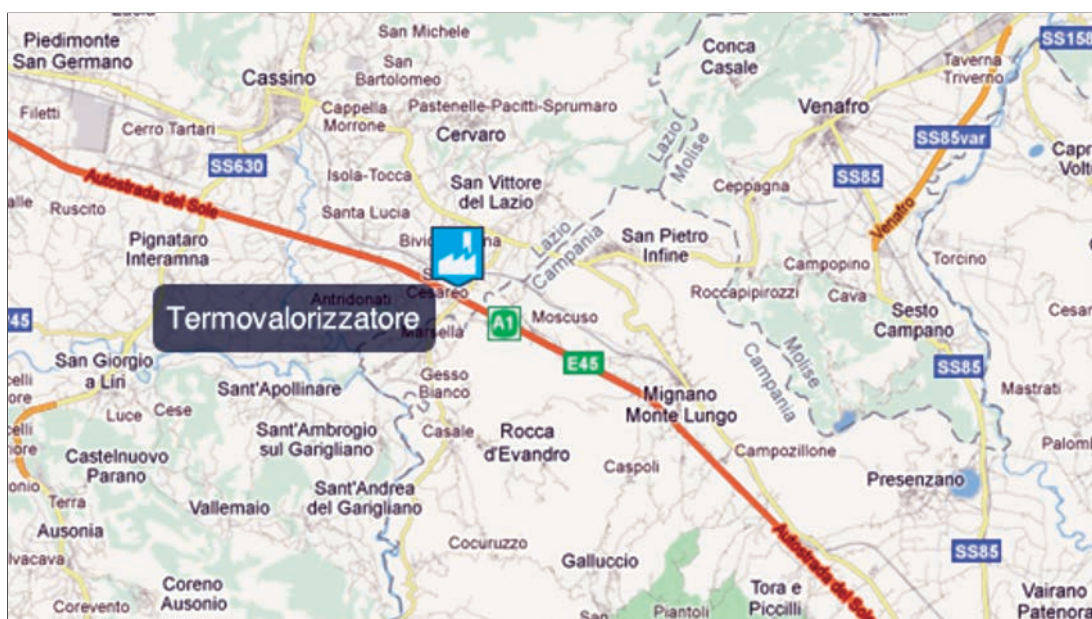 Piedimonte
San Germano
San Michele
San
Bartolomeo
Conca
Casale
SS158
Taverna
Triverno
Cassino
Filetti
Cappella
Morrone
Pastenelle-Pacitti-Sprumaro
Venafro
Cerro Tartari
Cervaro
SS85var
Lazio
Molise
SS630
Isola-Tocca
Autostrada del Sole
San Vittore
del Lazio
Ceppagna
SS85
Ruscito
Santa Lucia
Venafro
Pignataro
Interamna
Lazio
Campania
San Pietro
Infine
Campopino
Torcino
Cesareo
Antridonati
Roccapipirozzi
Cava
Termovalorizzatore
A1
Moscuso
Sesto
Campano
Marsella
Molise
Campania
San Giorgio
a Liri
E45
SS85
Gesso
Bianco
Sant'Apollinare
Mignano
Monte Lungo
Mastrati
Luce
Cese
Sant'Ambrogio
sul Garigliano
Casale
Rocca
d'Evandro
Campozillone
Castelnuovo
Parano
Caspoli
Presenzano
Terra
Vallemaio
Sant'Andrea
del Garigliano
Ausonia
Cocuruzzo
Autostrada del Sole
SS85
Galluccio
Coreno
Ausonio
Tora e
Piccilli
Vairano
Patenora
Corevento
San
Piantoli